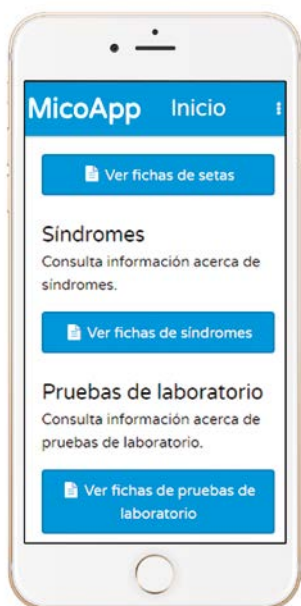 MicoApp Inicio
Ver fichas de setas
Síndromes
Consulta información acerca de
síndromes.
Ver fichas de síndromes
Pruebas de laboratorio
Consulta información acerca de
pruebas de laboratorio.
Ver fichas de pruebas de
laboratorio